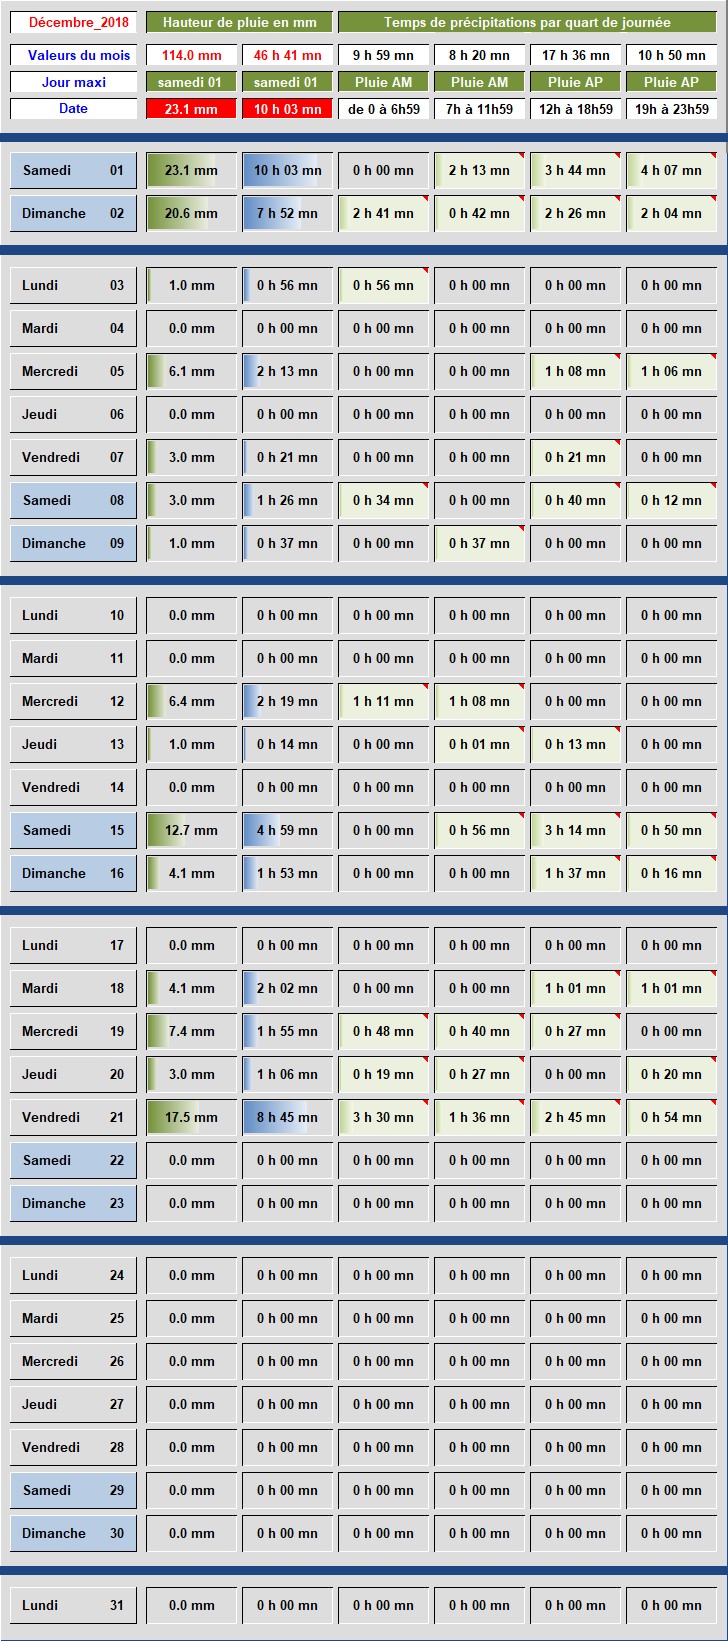 Décembre_2018 Hauteur de pluie en mm Temps de précipitations par quart de journée
Valeurs du mois 114.0 mm 46 h 41 mn 9 h 59 mn 8 h 20 mn 17 h 36 mn 10 h 50 mn
Jour maxi samedi 01 samedi 01 Pluie AM Pluie AM Pluie AP Pluie AP
Date 23.1 mm 10 h 03 mn de 0 à 6h59 7h à 11h59 12h à 18h59 19h à 23h59
Samedi 01 23.1 mm 10 h 03 mn 0 h 00 mn 2 h 13 mn 3 h 44 mn 4 h 07 mn
Dimanche 02 20.6 mm 7 h 52 mn 2 h 41 mn 0 h 42 mn 2 h 26 mn 2 h 04 mn
Lundi 03 1.0 mm 0 h 56 mn 0 h 56 mn 0 h 00 mn 0 h 00 mn 0 h 00 mn
Mardi 04 0.0 mm 0 h 00 mn 0 h 00 mn 0 h 00 mn 0 h 00 mn 0 h 00 mn
Mercredi 05 6.1 mm 2 h 13 mn 0 h 00 mn 0 h 00 mn 1 h 08 mn 1 h 06 mn
Jeudi 06 0.0 mm 0 h 00 mn 0 h 00 mn 0 h 00 mn 0 h 00 mn 0 h 00 mn
Vendredi 07 3.0 mm 0 h 21 mn 0 h 00 mn 0 h 00 mn 0 h 21 mn 0 h 00 mn
Samedi 08 3.0 mm 1 h 26 mn 0 h 34 mn 0 h 00 mn 0 h 40 mn 0 h 12 mn
Dimanche 09 1.0 mm 0 h 37 mn 0 h 00 mn 0 h 37 mn 0 h 00 mn 0 h 00 mn
Lundi 10 0.0 mm 0 h 00 mn 0 h 00 mn 0 h 00 mn 0 h 00 mn 0 h 00 mn
Mardi 11 0.0 mm 0 h 00 mn 0 h 00 mn 0 h 00 mn 0 h 00 mn 0 h 00 mn
Mercredi 12 6.4 mm 2 h 19 mn 1 h 11 mn 1 h 08 mn 0 h 00 mn 0 h 00 mn
Jeudi 13 1.0 mm 0 h 14 mn 0 h 00 mn 0 h 01 mn 0 h 13 mn 0 h 00 mn
Vendredi 14 0.0 mm 0 h 00 mn 0 h 00 mn 0 h 00 mn 0 h 00 mn 0 h 00 mn
Samedi 15 12.7 mm 4 h 59 mn 0 h 00 mn 0 h 56 mn 3 h 14 mn 0 h 50 mn
Dimanche 16 4.1 mm 1 h 53 mn 0 h 00 mn 0 h 00 mn 1 h 37 mn 0 h 16 mn
Lundi 17 0.0 mm 0 h 00 mn 0 h 00 mn 0 h 00 mn 0 h 00 mn 0 h 00 mn
Mardi 18 4.1 mm 2 h 02 mn 0 h 00 mn 0 h 00 mn 1 h 01 mn 1 h 01 mn
Mercredi 19 7.4 mm 1 h 55 mn 0 h 48 mn 0 h 40 mn 0 h 27 mn 0 h 00 mn
Jeudi 20 3.0 mm 1 h 06 mn 0 h 19 mn 0 h 27 mn 0 h 00 mn 0 h 20 mn
Vendredi 21 17.5 mm 8 h 45 mn 3 h 30 mn 1 h 36 mn 2 h 45 mn 0 h 54 mn
Samedi 22 0.0 mm 0 h 00 mn 0 h 00 mn 0 h 00 mn 0 h 00 mn 0 h 00 mn
Dimanche 23 0.0 mm 0 h 00 mn 0 h 00 mn 0 h 00 mn 0 h 00 mn 0 h 00 mn
Lundi 24 0.0 mm 0 h 00 mn 0 h 00 mn 0 h 00 mn 0 h 00 mn 0 h 00 mn
Mardi 25 0.0 mm 0 h 00 mn 0 h 00 mn 0 h 00 mn 0 h 00 mn 0 h 00 mn
Mercredi 26 0.0 mm 0 h 00 mn 0 h 00 mn 0 h 00 mn 0 h 00 mn 0 h 00 mn
Jeudi 27 0.0 mm 0 h 00 mn 0 h 00 mn 0 h 00 mn 0 h 00 mn 0 h 00 mn
Vendredi 28 0.0 mm 0 h 00 mn 0 h 00 mn 0 h 00 mn 0 h 00 mn 0 h 00 mn
Samedi 29 0.0 mm 0 h 00 mn 0 h 00 mn 0 h 00 mn 0 h 00 mn 0 h 00 mn
Dimanche 30 0.0 mm 0 h 00 mn 0 h 00 mn 0 h 00 mn 0 h 00 mn 0 h 00 mn
Lundi 31 0.0 mm 0 h 00 mn 0 h 00 mn 0 h 00 mn 0 h 00 mn 0 h 00 mn